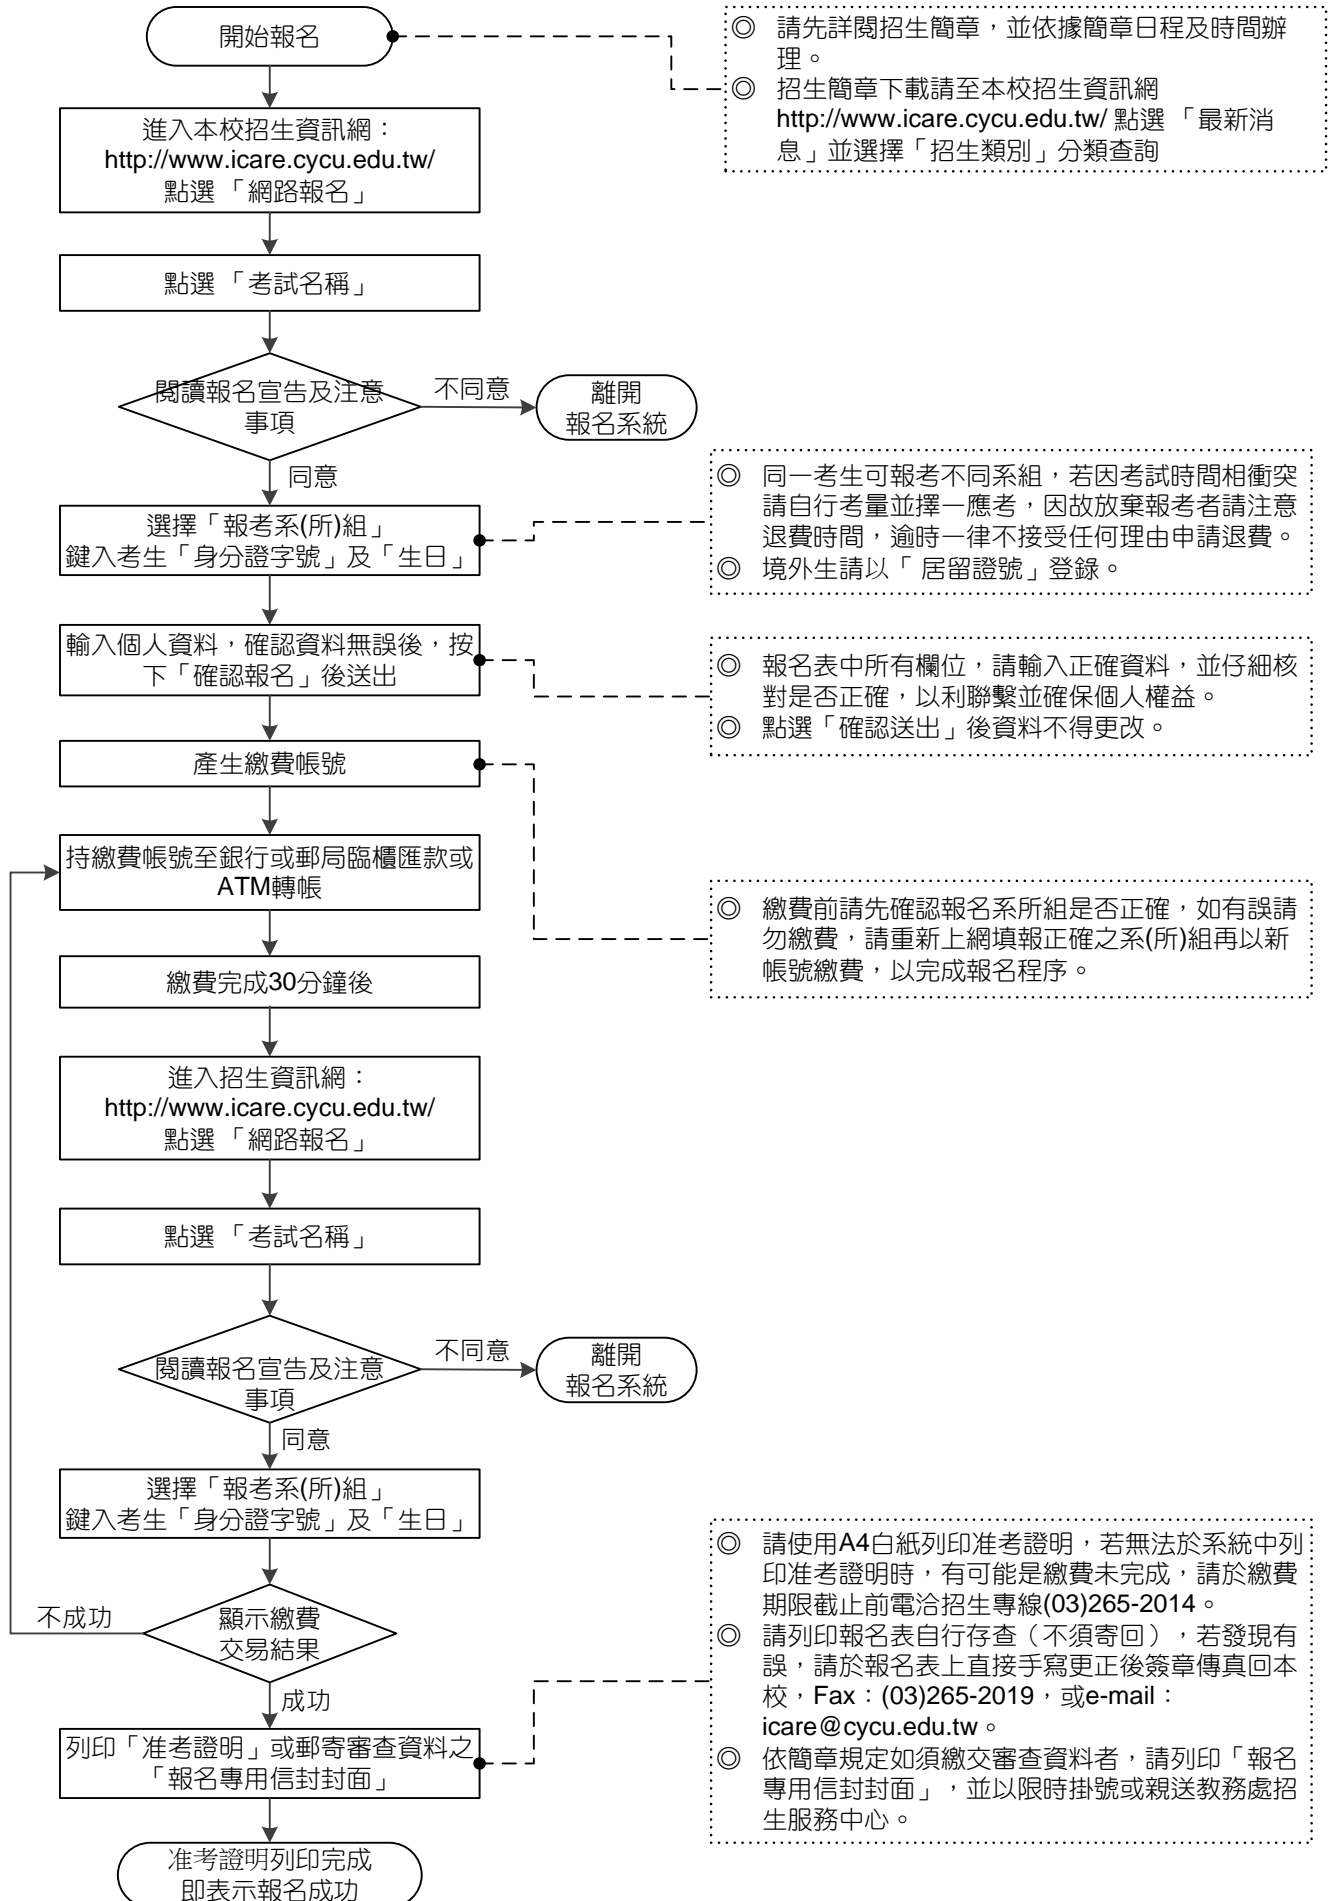 開始報名
◎ 請先詳閱招生簡章，並依據簡章日程及時間辦
理。
◎ 招生簡章下載請至本校招生資訊網
http://www.icare.cycu.edu.tw/ 點選 「最新消
息」並選擇「招生類別」分類查詢
進入本校招生資訊網：
http://www.icare.cycu.edu.tw/
點選 「網路報名」
點選 「考試名稱」
閱讀報名宣告及注意
事項
不同意
離開
報名系統
同意
選擇「報考系(所)組」
鍵入考生「身分證字號」及「生日」
◎ 同一考生可報考不同系組，若因考試時間相衝突
請自行考量並擇一應考，因故放棄報考者請注意
退費時間，逾時一律不接受任何理由申請退費。
◎ 境外生請以「 居留證號」登錄。
輸入個人資料，確認資料無誤後，按
下「確認報名」後送出
◎ 報名表中所有欄位，請輸入正確資料，並仔細核
對是否正確，以利聯繫並確保個人權益。
◎ 點選「確認送出」後資料不得更改。
產生繳費帳號
持繳費帳號至銀行或郵局臨櫃匯款或
ATM轉帳
◎ 繳費前請先確認報名系所組是否正確，如有誤請
勿繳費，請重新上網填報正確之系(所)組再以新
帳號繳費，以完成報名程序。
繳費完成30分鐘後
進入招生資訊網：
http://www.icare.cycu.edu.tw/
點選 「網路報名」
點選 「考試名稱」
閱讀報名宣告及注意
事項
不同意
離開
報名系統
同意
選擇「報考系(所)組」
鍵入考生「身分證字號」及「生日」
不成功
顯示繳費
交易結果
成功
列印「准考證明」或郵寄審查資料之
「報名專用信封封面」
◎ 請使用A4白紙列印准考證明，若無法於系統中列
印准考證明時，有可能是繳費未完成，請於繳費
期限截止前電洽招生專線(03)265-2014。
◎ 請列印報名表自行存查（不須寄回），若發現有
誤，請於報名表上直接手寫更正後簽章傳真回本
校，Fax：(03)265-2019，或e-mail：
icare@cycu.edu.tw。
◎ 依簡章規定如須繳交審查資料者，請列印「報名
專用信封封面」，並以限時掛號或親送教務處招
生服務中心。
准考證明列印完成
即表示報名成功